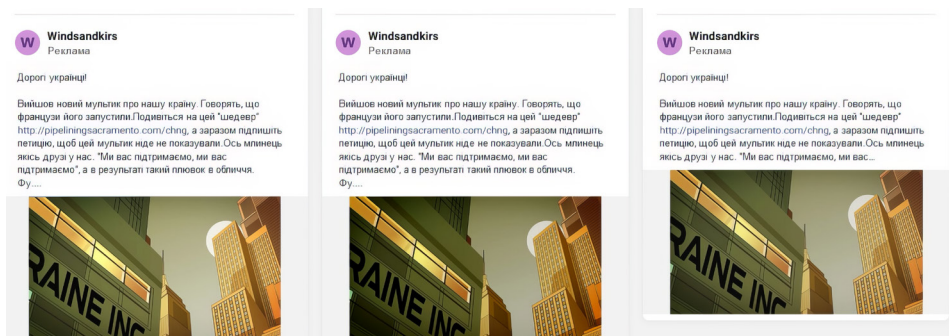 W
Windsandkirs
Реклама
Дорогі українці!
Вийшов новий мультик про нашу країну. Говорять, що
французи його запустили.Подивіться на цей "шедевр"
http://pipeliningsacramento.com/chng, а заразом підпишіть
петицію, щоб цей мультик ніде не показували.Ось млинець
якісь друзі у нас. "Ми вас підтримаємо, ми вас
підтримаємо", а в результаті такий плювок в обличчя.
Фу....
RAINE INC
W
Windsandkirs
Реклама
Дорогі українці!
Вийшов новий мультик про нашу країну. Говорять, що
французи його запустили.Подивіться на цей "шедевр"
http://pipeliningsacramento.com/chng, а заразом підпишіть
петицію, щоб цей мультик ніде не показували.Ось млинець
якісь друзі у нас. "Ми вас підтримаємо, ми вас
підтримаємо", а в результаті такий плювок в обличчя.
Фу....
RAINE INC
W
Windsandkirs
Реклама
Дорогі українці!
Вийшов новий мультик про нашу країну. Говорять, що
французи його запустили.Подивіться на цей "шедевр"
http://pipeliningsacramento.com/chng, а заразом підпишіть
петицію, щоб цей мультик ніде не показували.Ось млинець
якісь друзі у нас. "Ми вас підтримаємо, ми вас...
RAINE INC